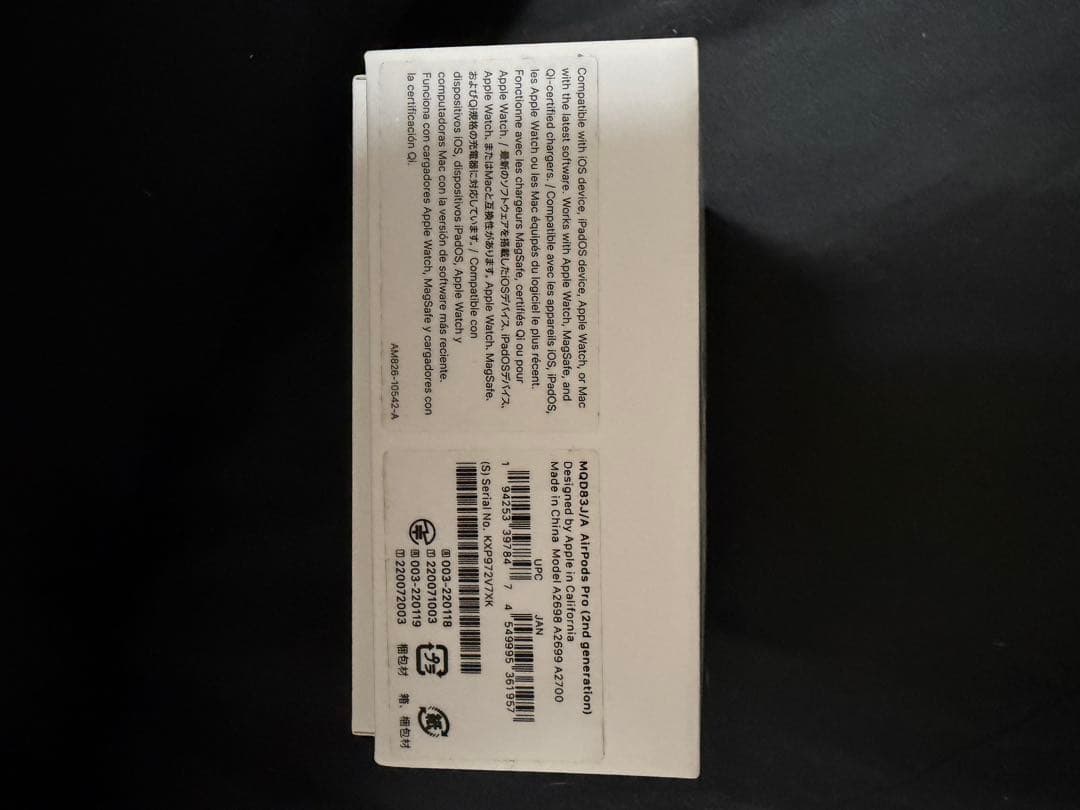 Compatible with iOS device, iPadOS device, Apple Watch, or Mac
with the latest software. Works with Apple Watch, MagSafe, and
Qi-certified chargers. / Compatible avec les appareils iOS, iPadOS,
les Apple Watch ou les Mac équipés du logiciel le plus récent.
Fonctionne avec les chargeurs MagSafe, certifiés Qi ou pour
Apple Watch. / 最新のソフトウェアを搭載したiOSデバイス、iPadOSデバイス、
Apple Watch、またはMacと互換性があります。Apple Watch、MagSafe、
およびQi規格の充電器に対応しています。/ Compatible con
dispositivos iOS, dispositivos iPadOS, Apple Watch y
computadoras Mac con la versión de software más reciente.
Funciona con cargadores Apple Watch, MagSafe y cargadores con
la certificación Qi.
AM826-10542-A
MQD83J/A AirPods Pro (2nd generation)
Designed by Apple in California
Made in China Model A2698 A2699 A2700
UPC JAN
1 94253 39784 7 4 549995 361957
(S) Serial No. KXP972V7XK
R 003-220118
T 220071003
R 003-220119
T 220072003
プラ 紙
梱包材 箱、梱包材